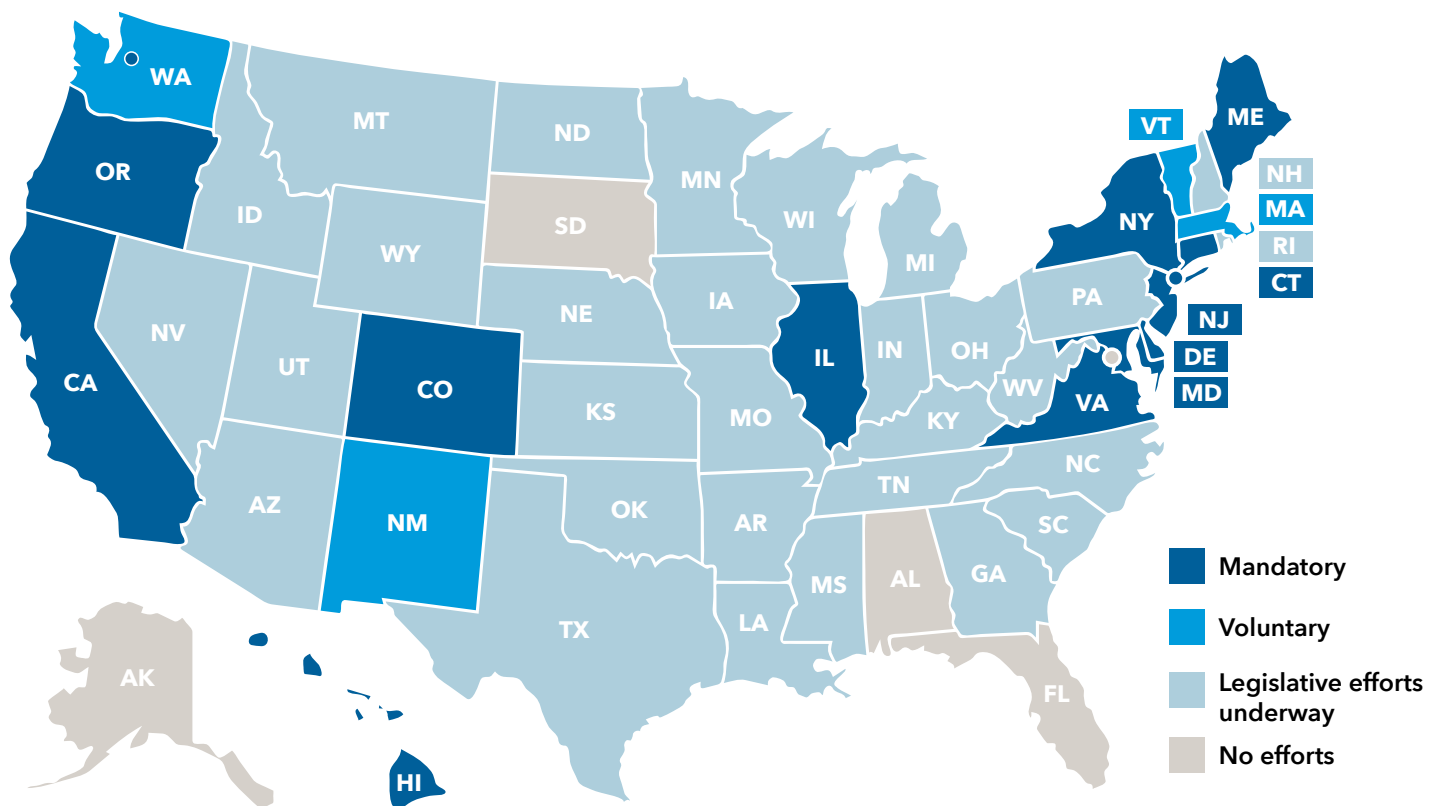 WA
MT
ND
MN
VT
ME
OR
ID
SD
WI
NH
MA
NY
WY
MI
RI
CT
NV
NE
IA
PA
NJ
CA
UT
CO
IL
IN
OH
DE
MD
WV
VA
KS
MO
KY
AZ
NM
OK
AR
TN
NC
SC
TX
LA
MS
AL
GA
AK
HI
FL
Mandatory
Voluntary
Legislative efforts
underway
No efforts